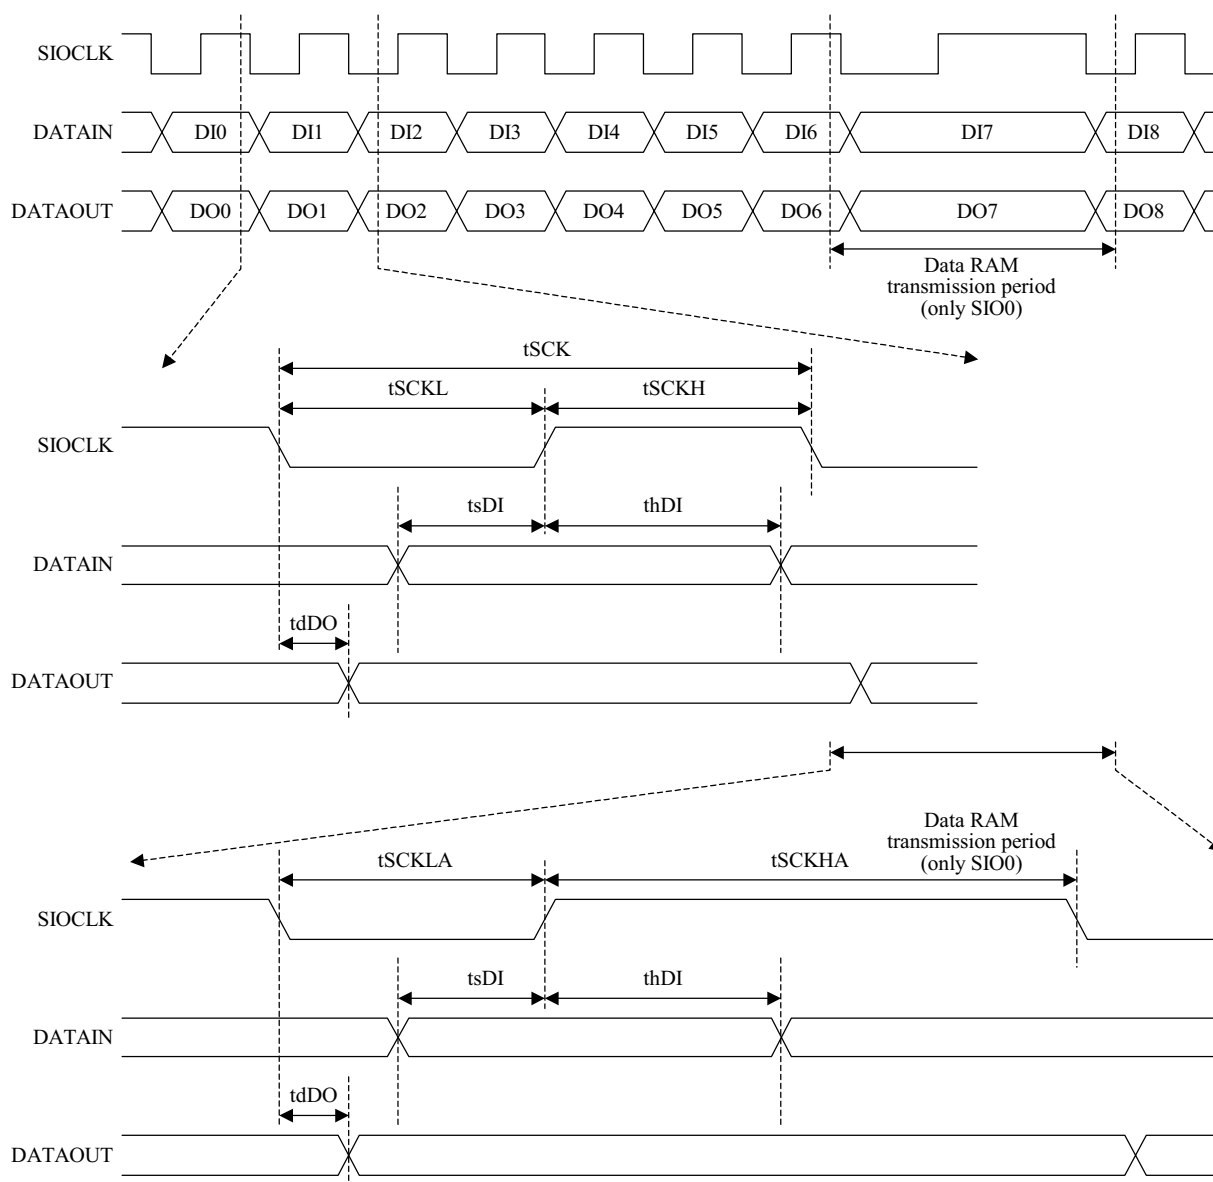 SIOCLK
DATAIN DI0 DI1 DI2 DI3 DI4 DI5 DI6 DI7 DI8
DATAOUT DO0 DO1 DO2 DO3 DO4 DO5 DO6 DO7 DO8
Data RAM
transmission period
(only SIO0)
tSCK
tSCKL tSCKH
SIOCLK
tsDI thDI
DATAIN
tdDO
DATAOUT
Data RAM
transmission period
(only SIO0)
tSCKLA tSCKHA
SIOCLK
tsDI thDI
DATAIN
tdDO
DATAOUT